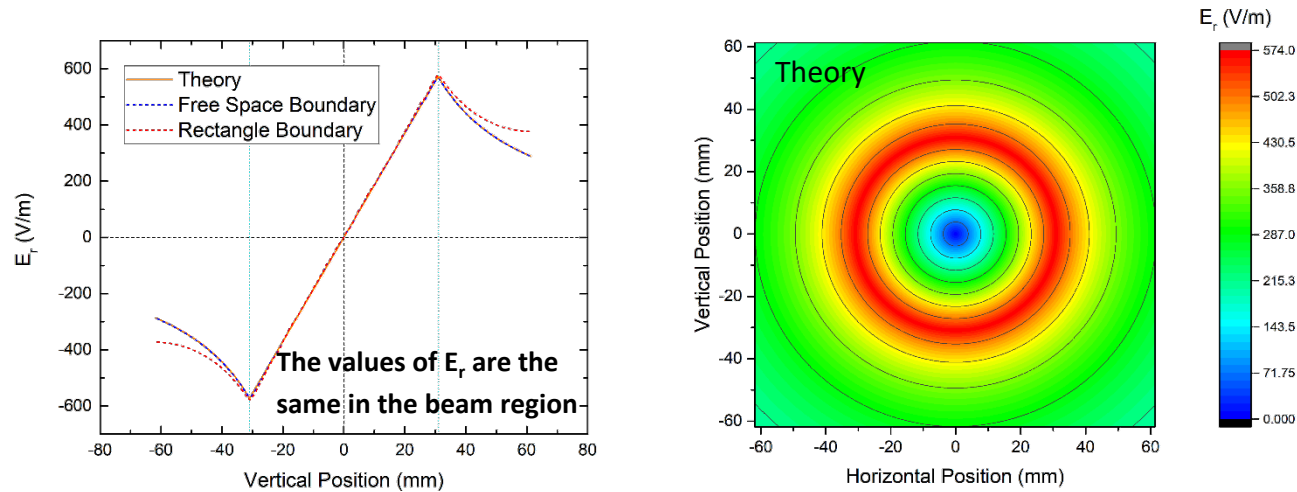 600
400
200
0
-200
-400
-600
E_r (V/m)
Theory
Free Space Boundary
Rectangle Boundary
The values of E_r are the
same in the beam region
-80 -60 -40 -20 0 20 40 60 80
Vertical Position (mm)
Theory
60
40
20
0
-20
-40
-60
Vertical Position (mm)
-60 -40 -20 0 20 40 60
Horizontal Position (mm)
E_r (V/m)
574.0
502.3
430.5
358.8
287.0
215.3
143.5
71.75
0.000